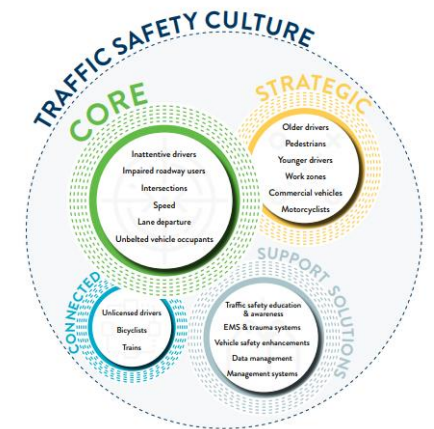 TRAFFIC SAFETY CULTURE
CORE
Inattentive drivers
Impaired roadway users
Intersections
Speed
Lane departure
Unbelted vehicle occupants
STRATEGIC
Older drivers
Pedestrians
Younger drivers
Work zones
Commercial vehicles
Motorcyclists
CONNECTED
Unlicensed drivers
Bicyclists
Trains
SUPPORT SOLUTIONS
Traffic safety education
& awareness
EMS & trauma systems
Vehicle safety enhancements
Data management
Management systems